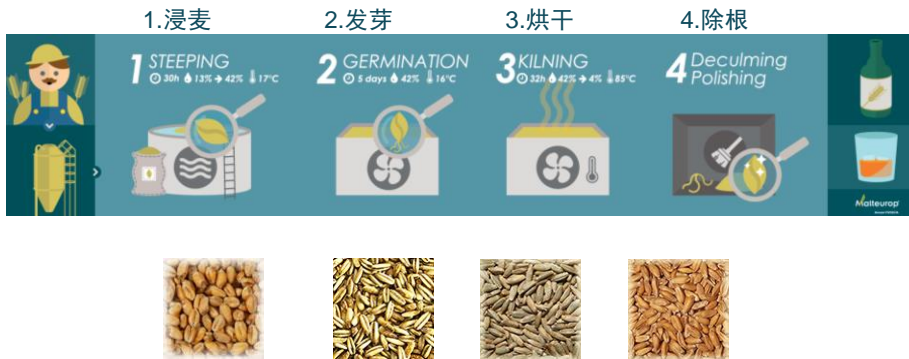 1.浸麦
2.发芽
3.烘干
4.除根
1 STEEPING
30h 13% → 42% 17°C
2 GERMINATION
5 days 42% 16°C
3 KILNING
32h 42% → 4% 85°C
4 Deculming
Polishing
Malteurop